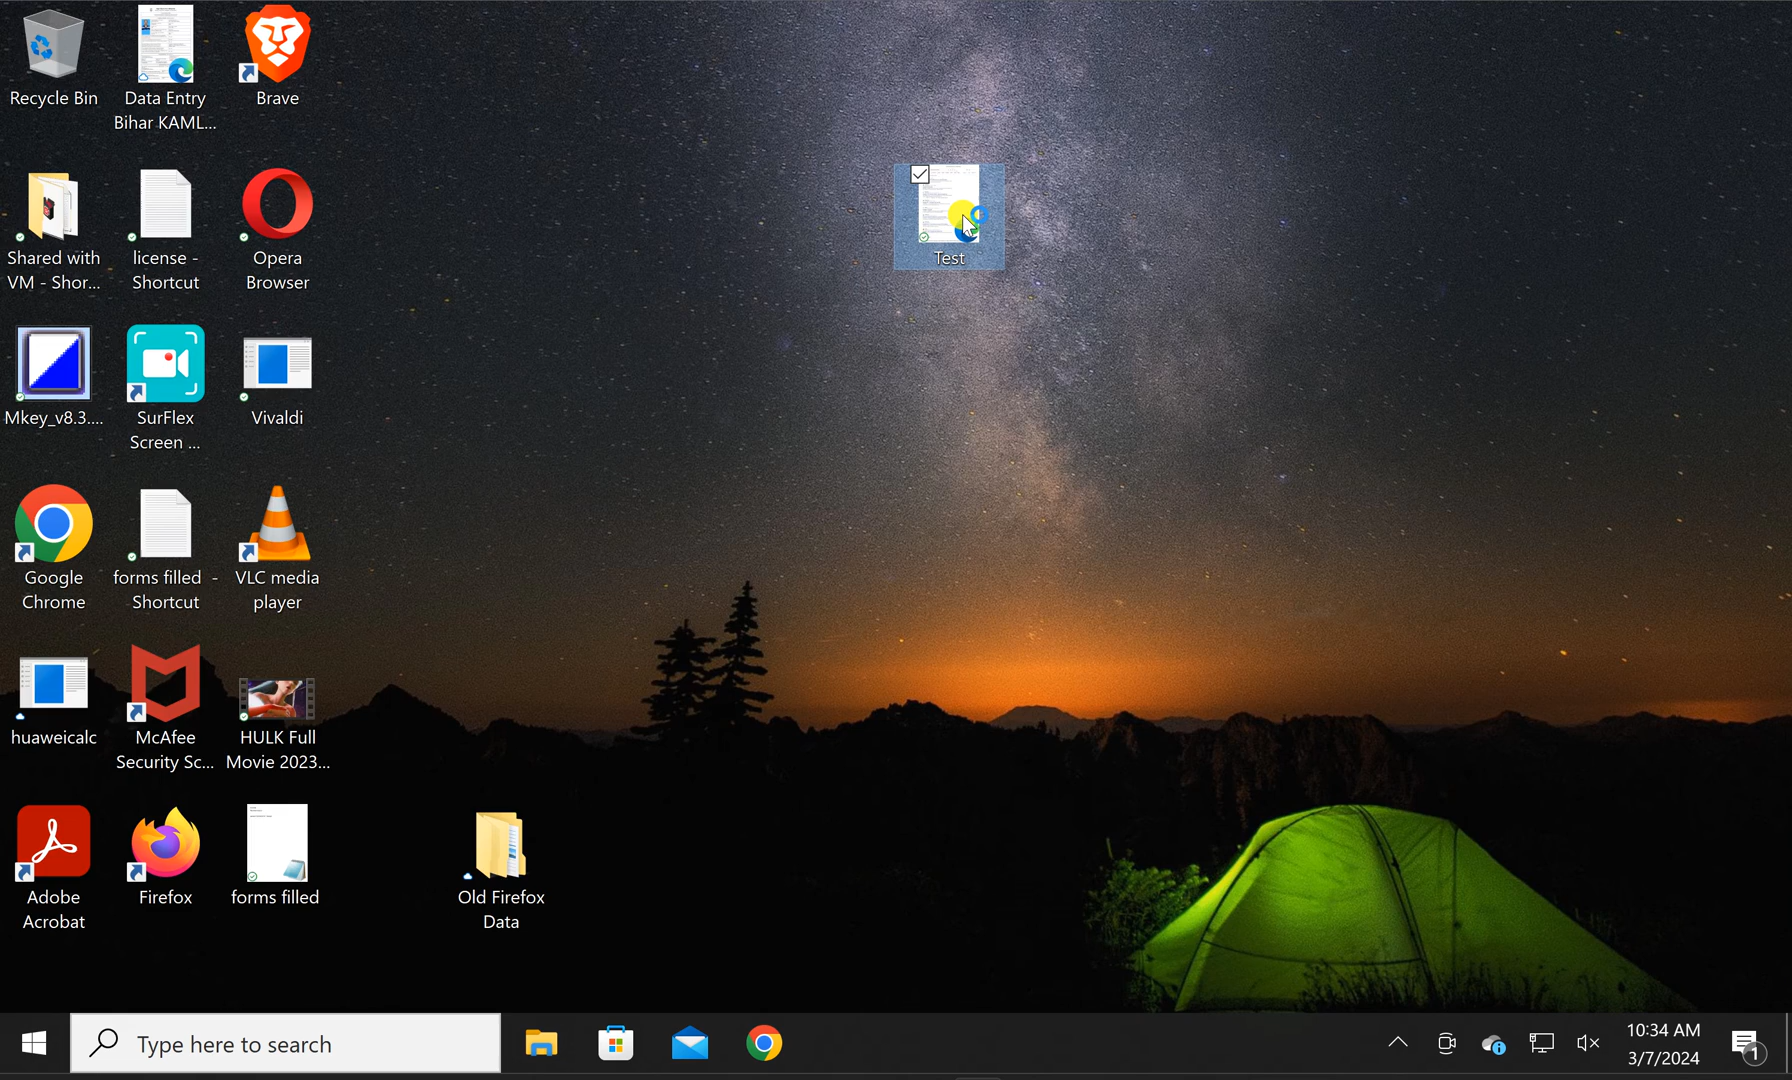 Recycle Bin
Data Entry
Bihar KAML...
Brave
Test
Shared with
VM - Shor...
license -
Shortcut
Opera
Browser
Mkey_v8.3....
SurFlex
Screen ...
Vivaldi
Google
Chrome
forms filled -
Shortcut
VLC media
player
huaweicalc
McAfee
Security Sc...
HULK Full
Movie 2023...
Adobe
Acrobat
Firefox
forms filled
Old Firefox
Data
Type here to search
10:34 AM
3/7/2024
1